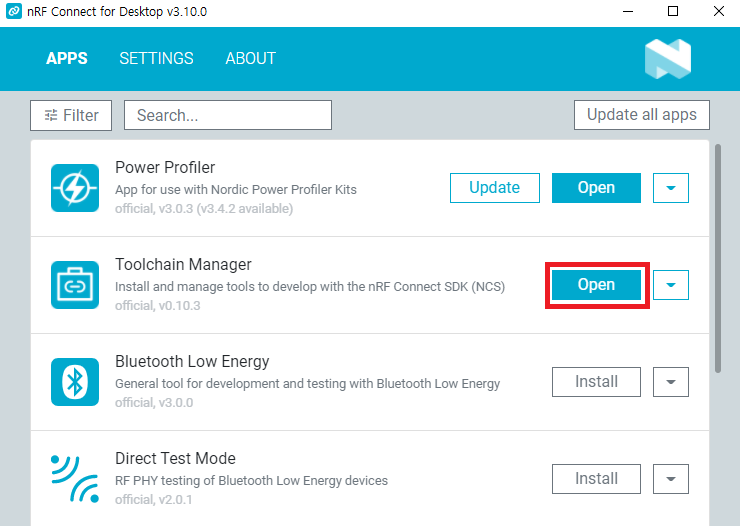 nRF Connect for Desktop v3.10.0
APPS SETTINGS ABOUT
Filter Search... Update all apps
Power Profiler
App for use with Nordic Power Profiler Kits
official, v3.0.3 (v3.4.2 available)
Update Open
Toolchain Manager
Install and manage tools to develop with the nRF Connect SDK (NCS)
official, v0.10.3
Open
Bluetooth Low Energy
General tool for development and testing with Bluetooth Low Energy
official, v3.0.0
Install
Direct Test Mode
RF PHY testing of Bluetooth Low Energy devices
official, v2.0.1
Install